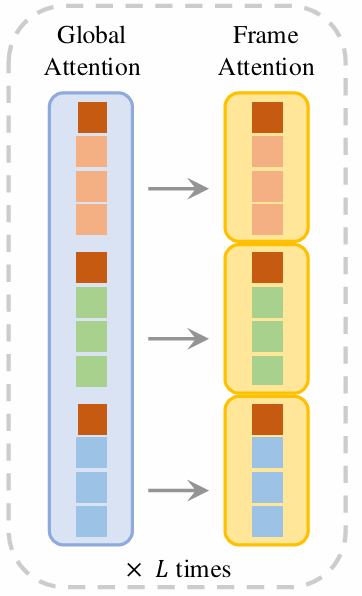 Global
Attention
Frame
Attention
× L times